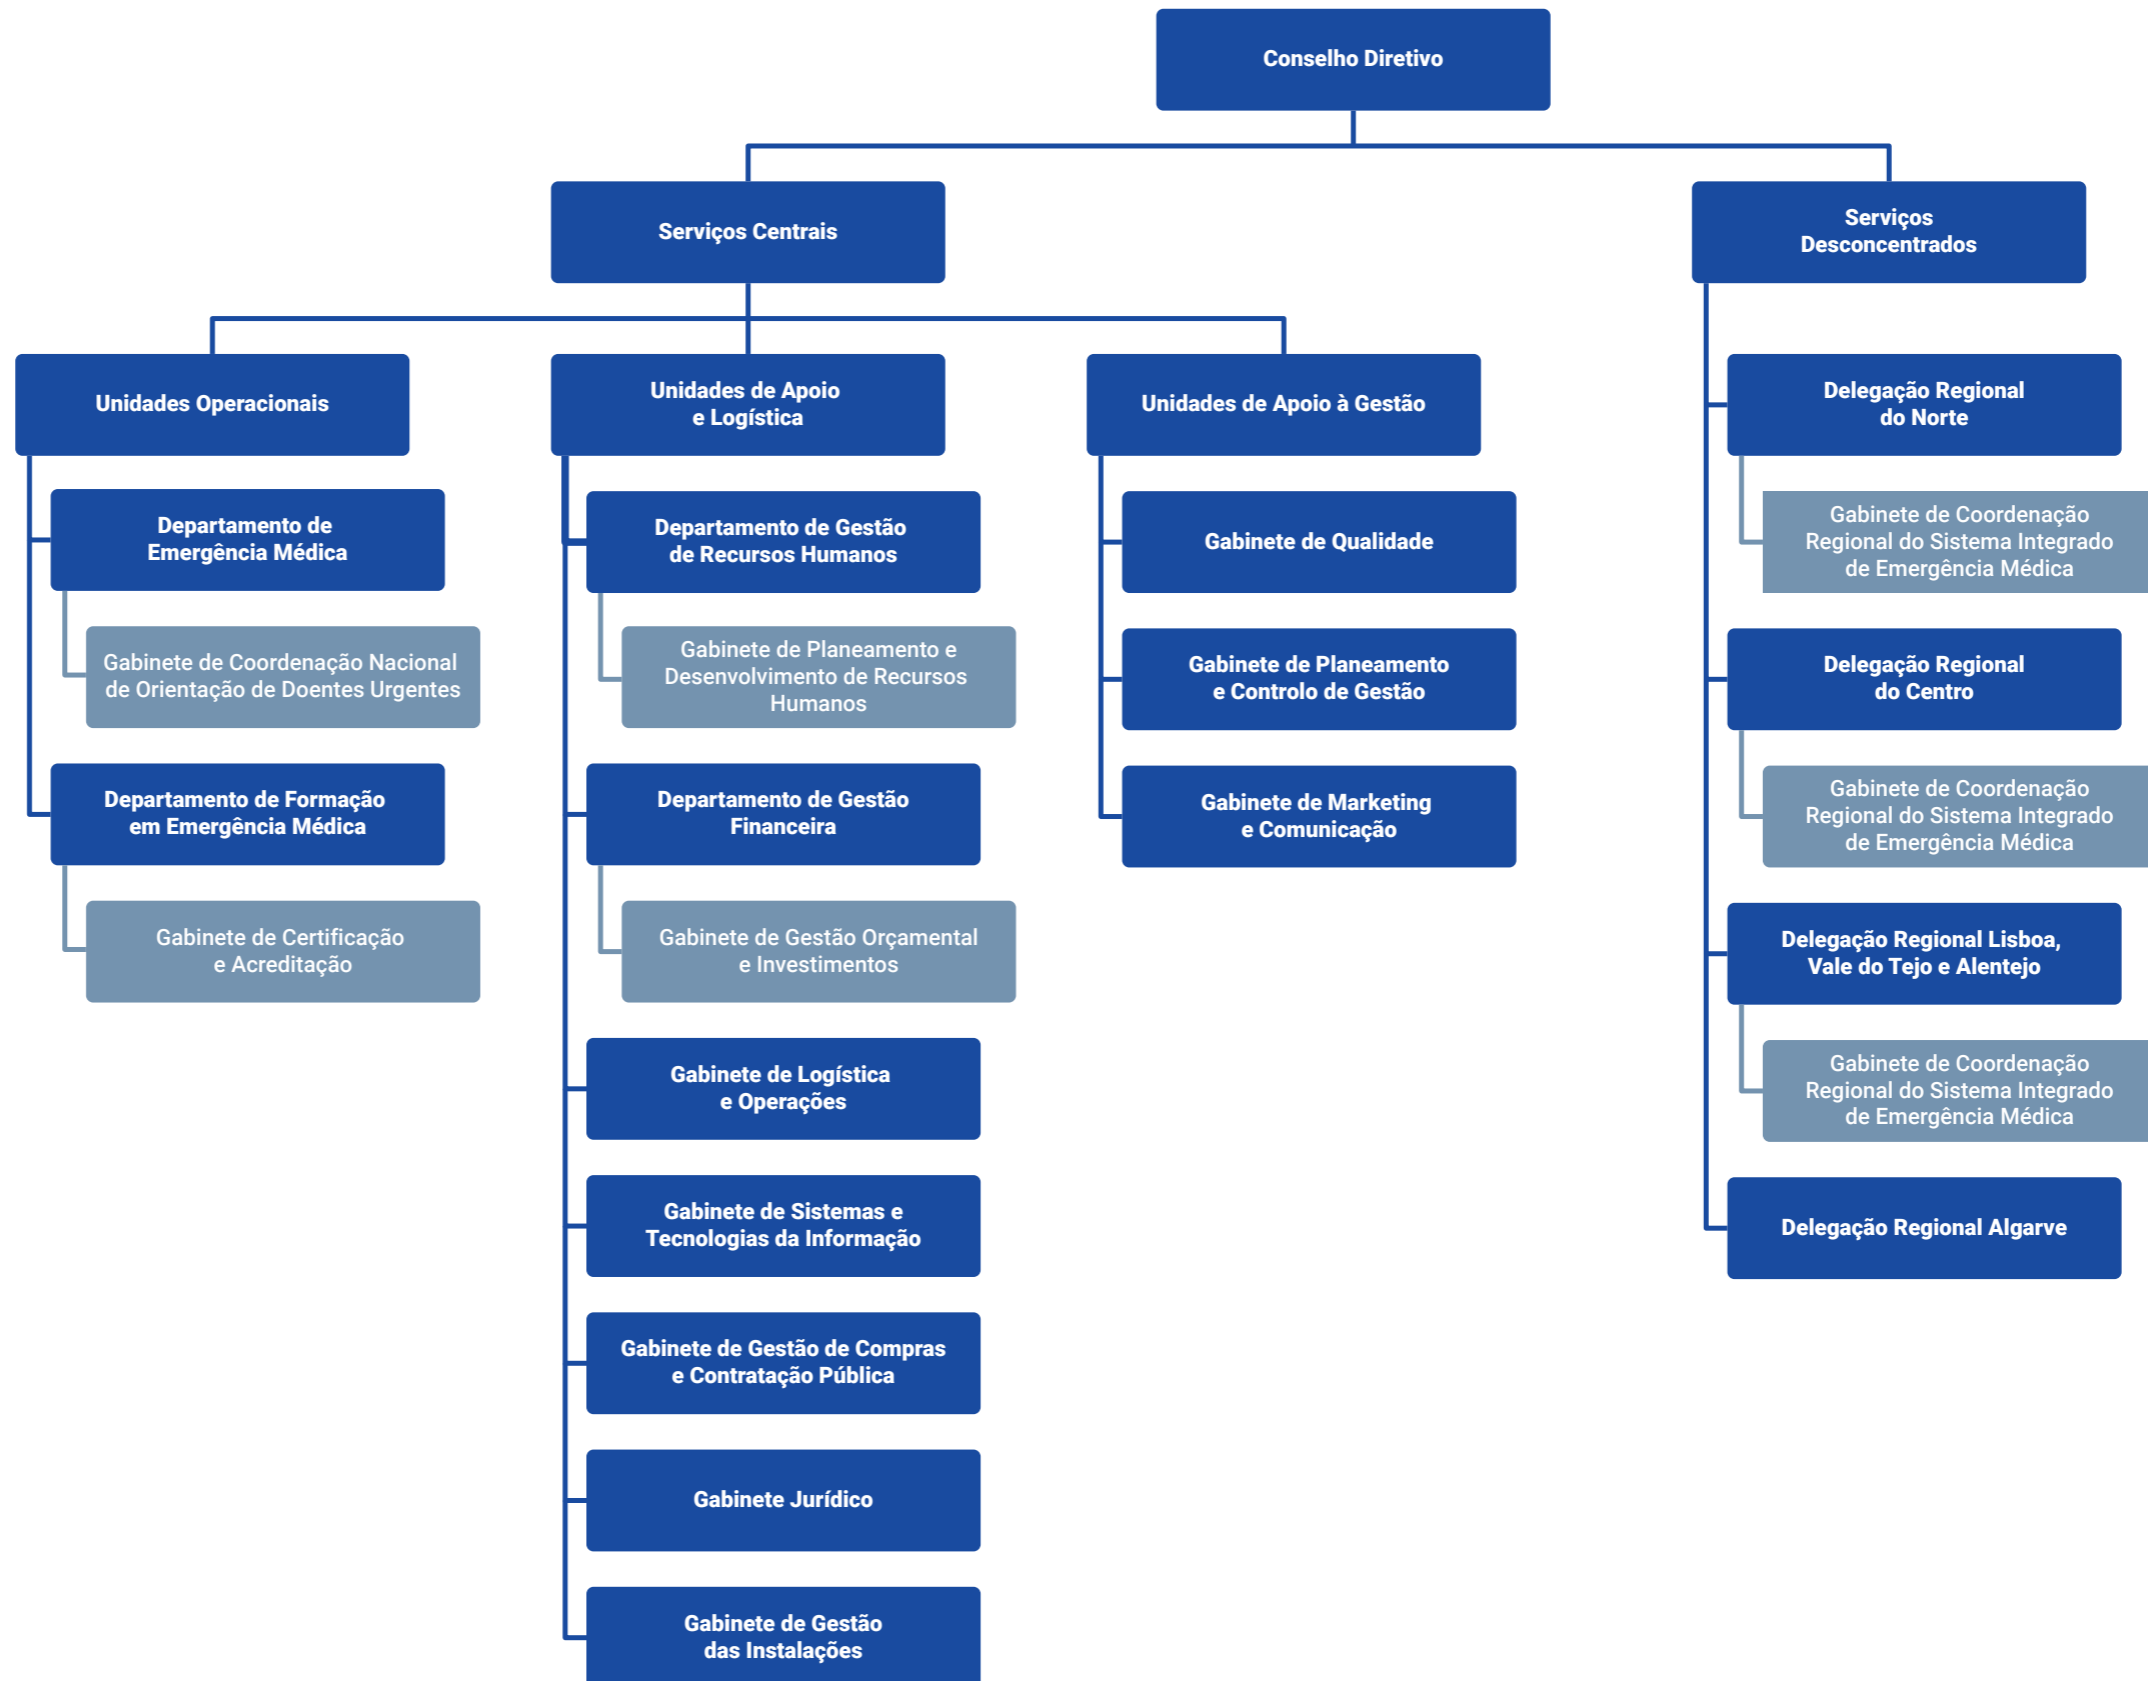 Conselho Diretivo
Serviços Centrais
Serviços
Desconcentrados
Unidades Operacionais
Departamento de
Emergência Médica
Gabinete de Coordenação Nacional
de Orientação de Doentes Urgentes
Departamento de Formação
em Emergência Médica
Gabinete de Certificação
e Acreditação
Unidades de Apoio
e Logística
Departamento de Gestão
de Recursos Humanos
Gabinete de Planeamento e
Desenvolvimento de Recursos
Humanos
Departamento de Gestão
Financeira
Gabinete de Gestão Orçamental
e Investimentos
Gabinete de Logística
e Operações
Gabinete de Sistemas e
Tecnologias da Informação
Gabinete de Gestão de Compras
e Contratação Pública
Gabinete Jurídico
Gabinete de Gestão
das Instalações
Unidades de Apoio à Gestão
Gabinete de Qualidade
Gabinete de Planeamento
e Controlo de Gestão
Gabinete de Marketing
e Comunicação
Delegação Regional
do Norte
Gabinete de Coordenação
Regional do Sistema Integrado
de Emergência Médica
Delegação Regional
do Centro
Gabinete de Coordenação
Regional do Sistema Integrado
de Emergência Médica
Delegação Regional Lisboa,
Vale do Tejo e Alentejo
Gabinete de Coordenação
Regional do Sistema Integrado
de Emergência Médica
Delegação Regional Algarve